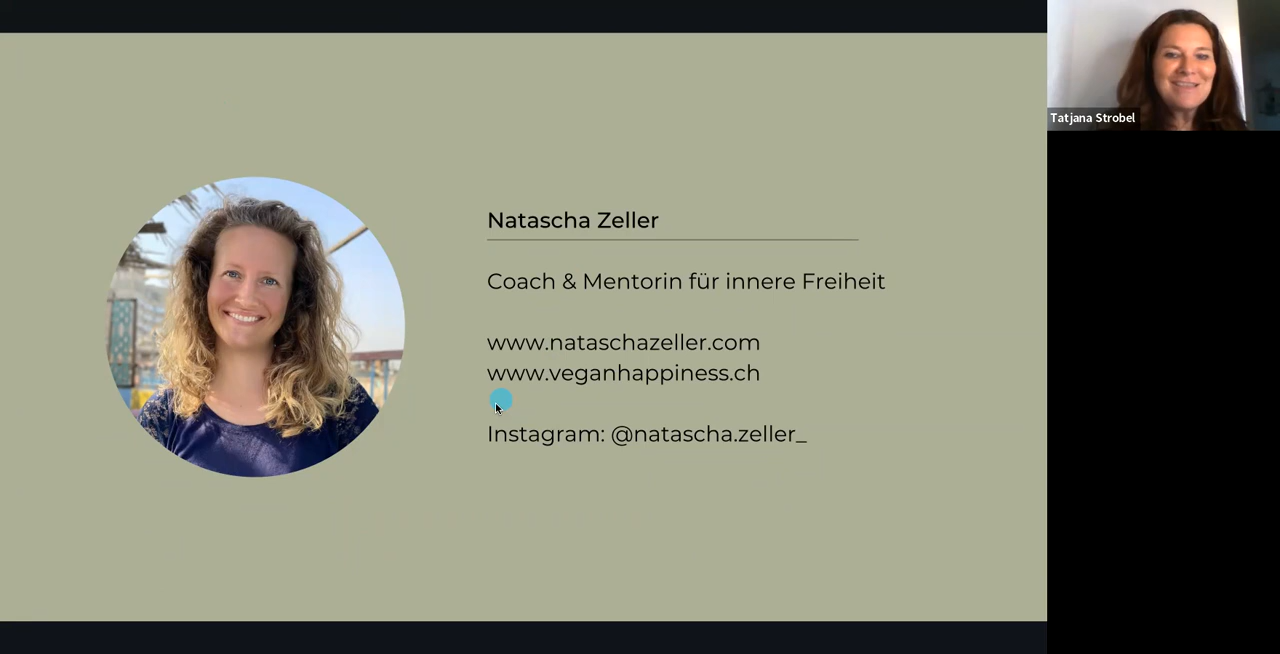 Natascha Zeller
Coach & Mentorin für innere Freiheit
www.nataschazeller.com
www.veganhappiness.ch
Instagram: @natascha.zeller_
Tatjana Strobel